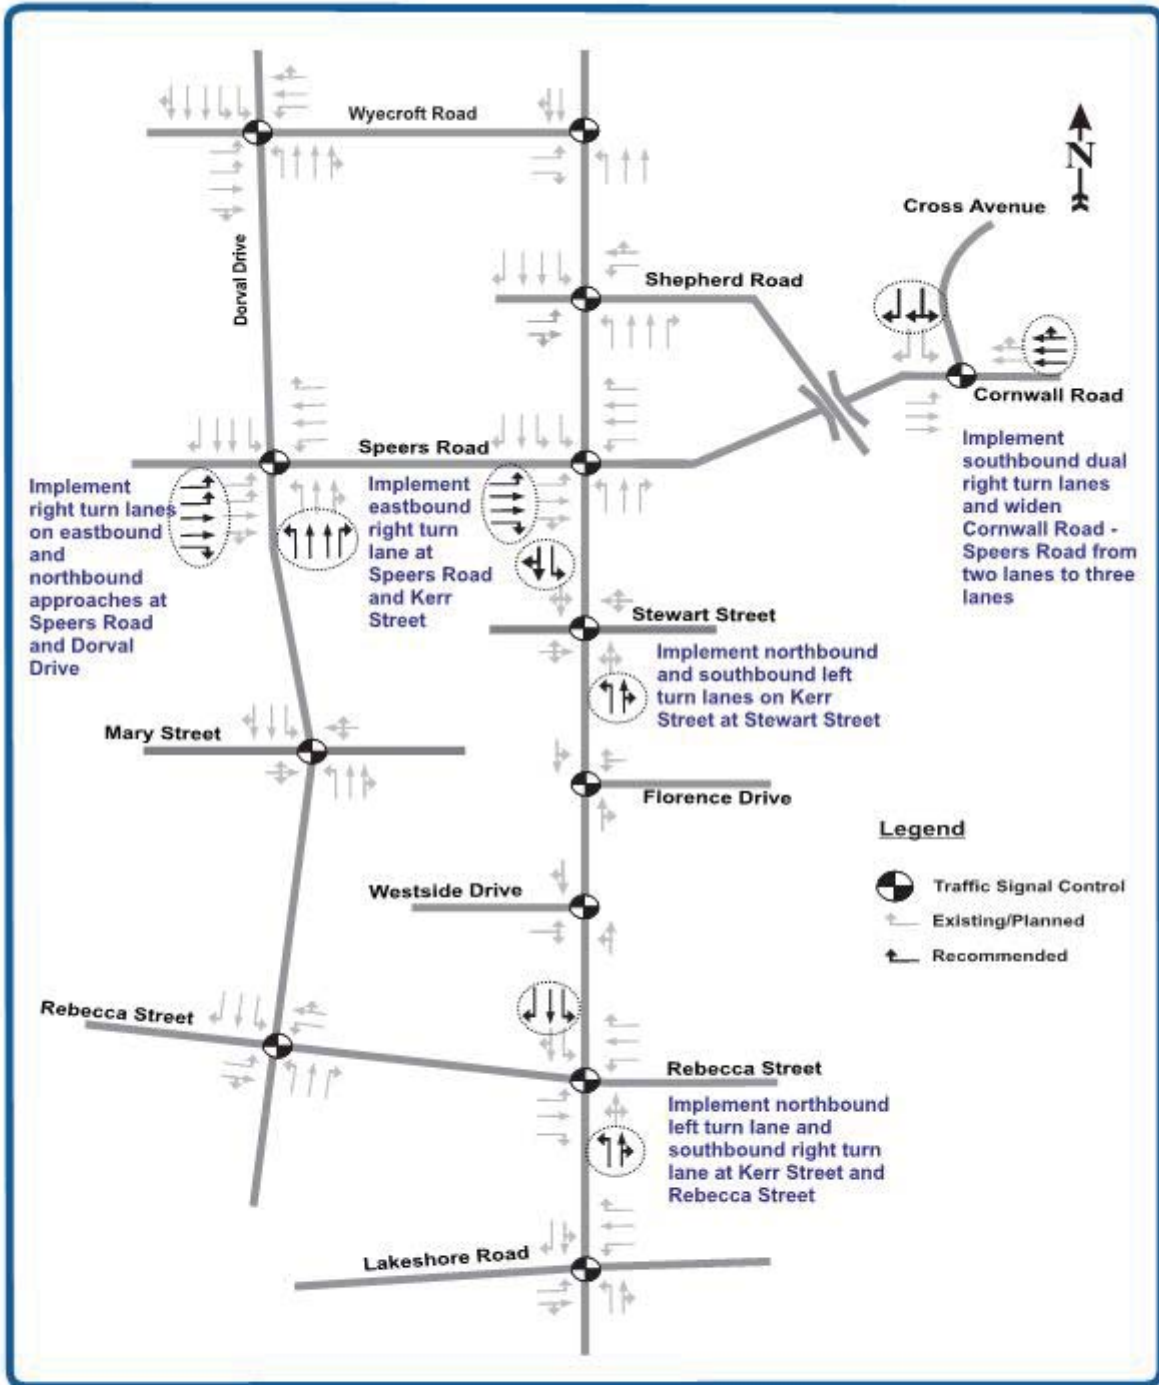 Wyecroft Road
N
Cross Avenue
Dorval Drive
Shepherd Road
Cornwall Road
Speers Road
Implement
right turn lanes
on eastbound
and
northbound
approaches at
Speers Road
and Dorval
Drive
Implement
eastbound
right turn
lane at
Speers Road
and Kerr
Street
Implement
southbound dual
right turn lanes
and widen
Cornwall Road -
Speers Road from
two lanes to three
lanes
Stewart Street
Implement northbound
and southbound left
turn lanes on Kerr
Street at Stewart Street
Mary Street
Florence Drive
Legend
Traffic Signal Control
Existing/Planned
Recommended
Westside Drive
Rebecca Street
Rebecca Street
Implement northbound
left turn lane and
southbound right turn
lane at Kerr Street and
Rebecca Street
Lakeshore Road